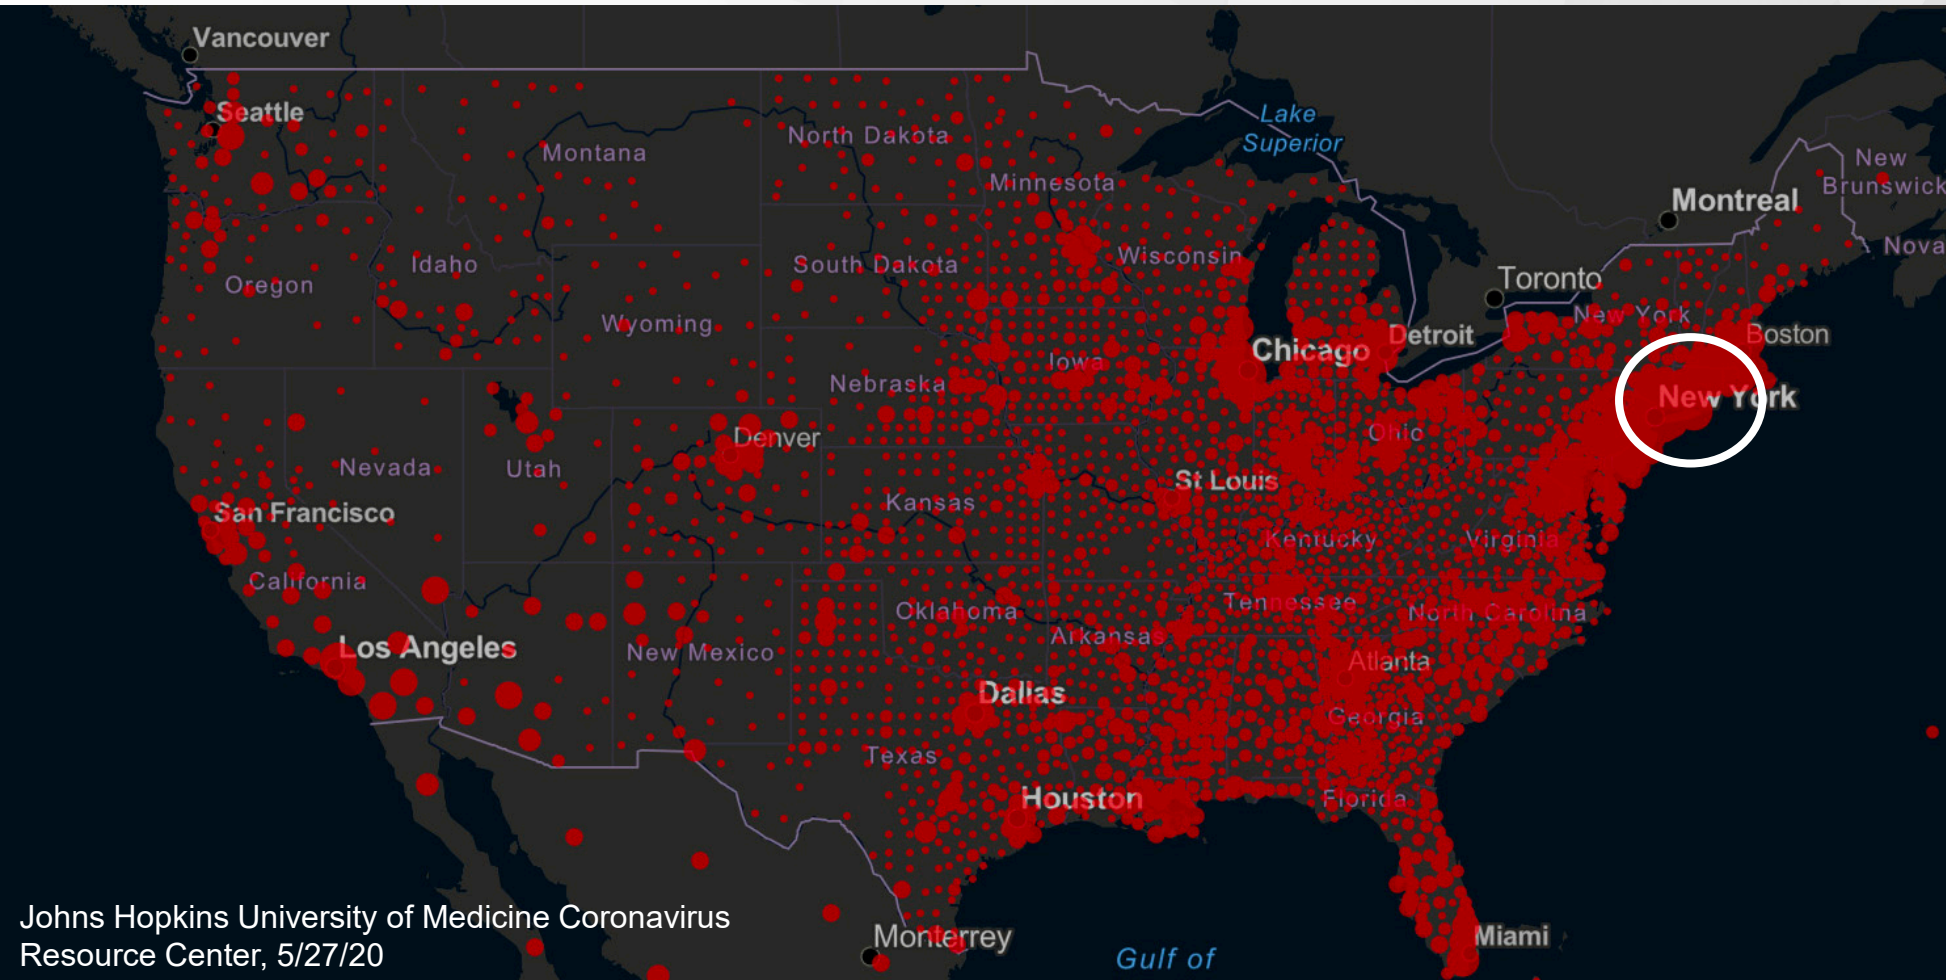 Vancouver
Seattle
Lake
Superior
North Dakota
Montana
Minnesota
New
Brunswick
Montreal
Nova
Wisconsin
Idaho
South Dakota
Oregon
Toronto
New York
Wyoming
Detroit
Boston
Chicago
Iowa
Nebraska
New York
Denver
Ohio
Nevada
Utah
St Louis
Kansas
San Francisco
Kentucky
Virginia
California
Tennessee
Oklahoma
North Carolina
Arkansas
Los Angeles
New Mexico
Atlanta
Dallas
Georgia
Texas
Houston
Florida
Johns Hopkins University of Medicine Coronavirus
Resource Center, 5/27/20
Monterrey
Miami
Gulf of